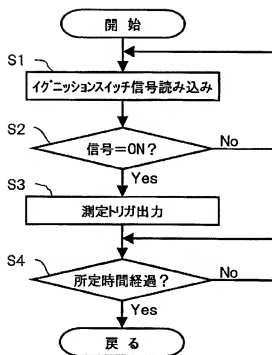 開 始
S1
イグニッションスイッチ信号読み込み
S2
信号=ON?
No
Yes
S3
測定トリガ出力
S4
所定時間経過?
No
Yes
戻 る